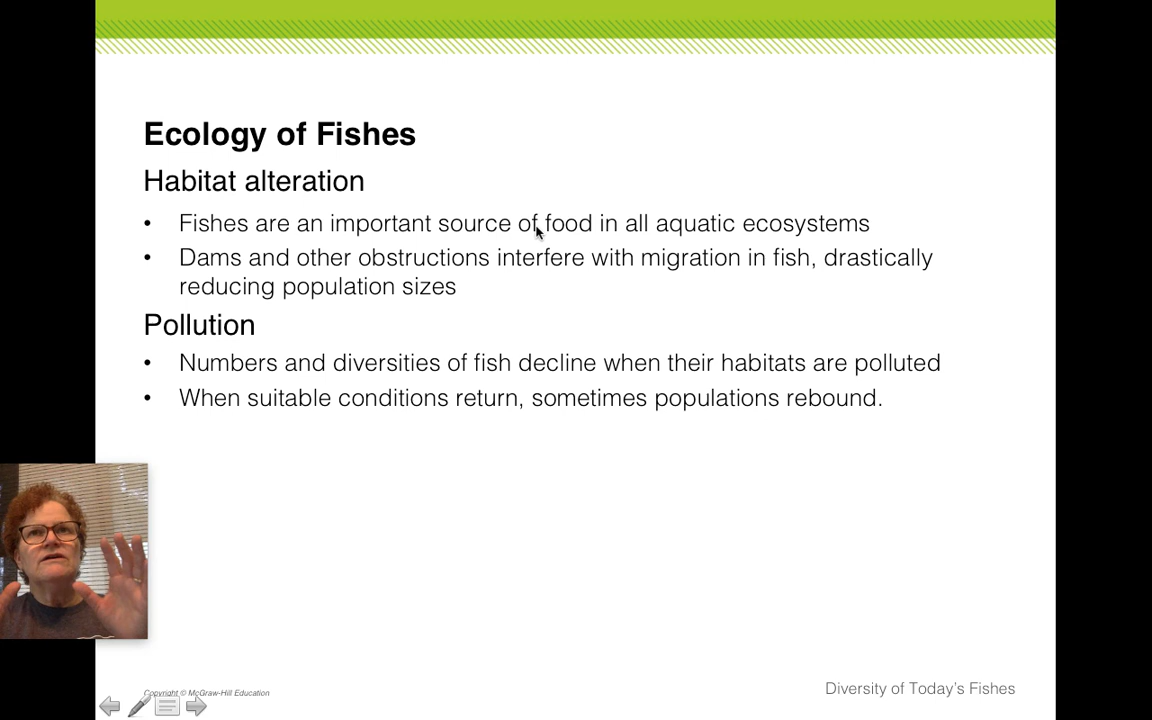 Ecology of Fishes
Habitat alteration
• Fishes are an important source of food in all aquatic ecosystems
• Dams and other obstructions interfere with migration in fish, drastically
reducing population sizes
Pollution
• Numbers and diversities of fish decline when their habitats are polluted
• When suitable conditions return, sometimes populations rebound.
Copyright © McGraw-Hill Education
Diversity of Today's Fishes